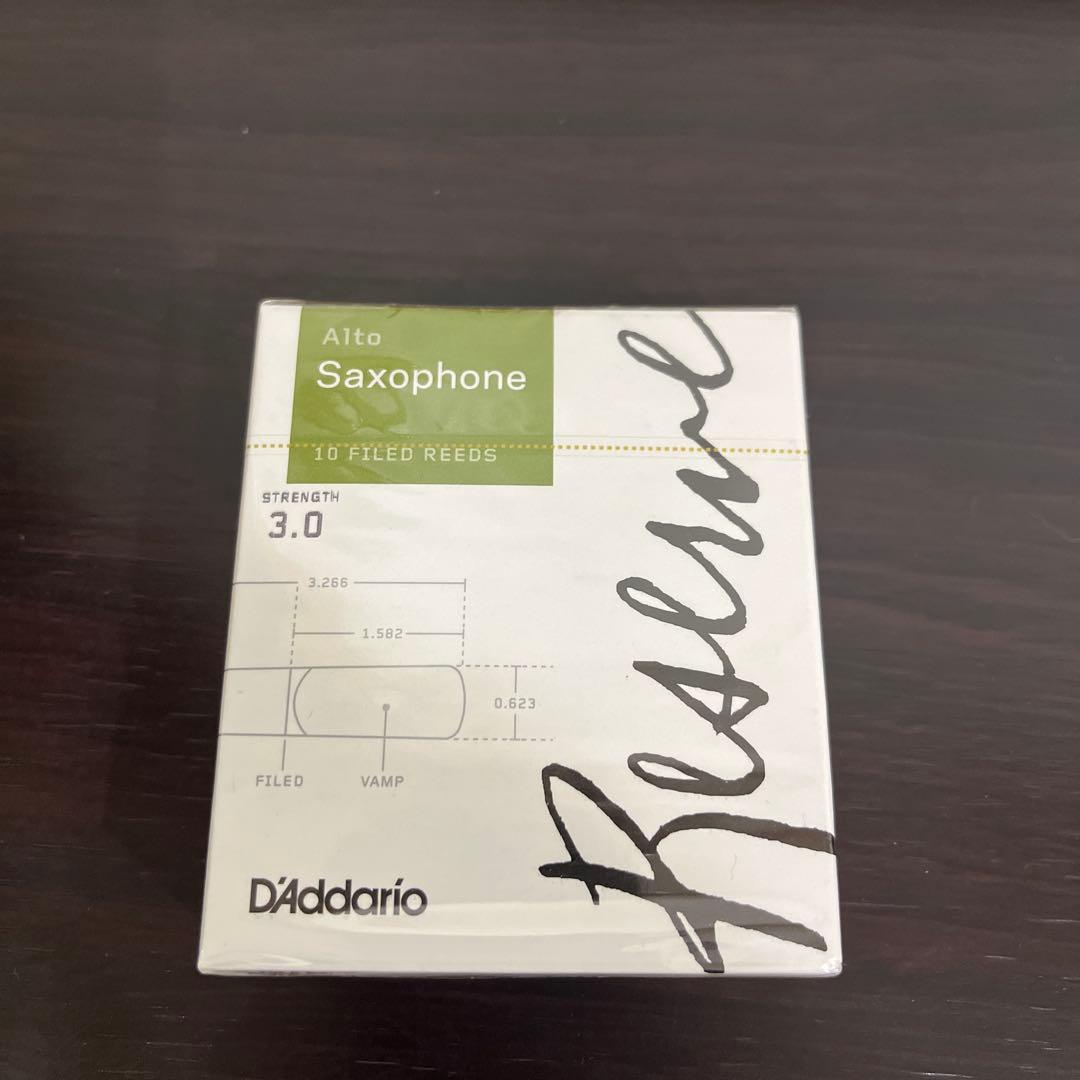 Alto
Saxophone
10 FILED REEDS
STRENGTH
3.0
3.266
1.582
0.623
FILED VAMP
D'Addario
Reserve